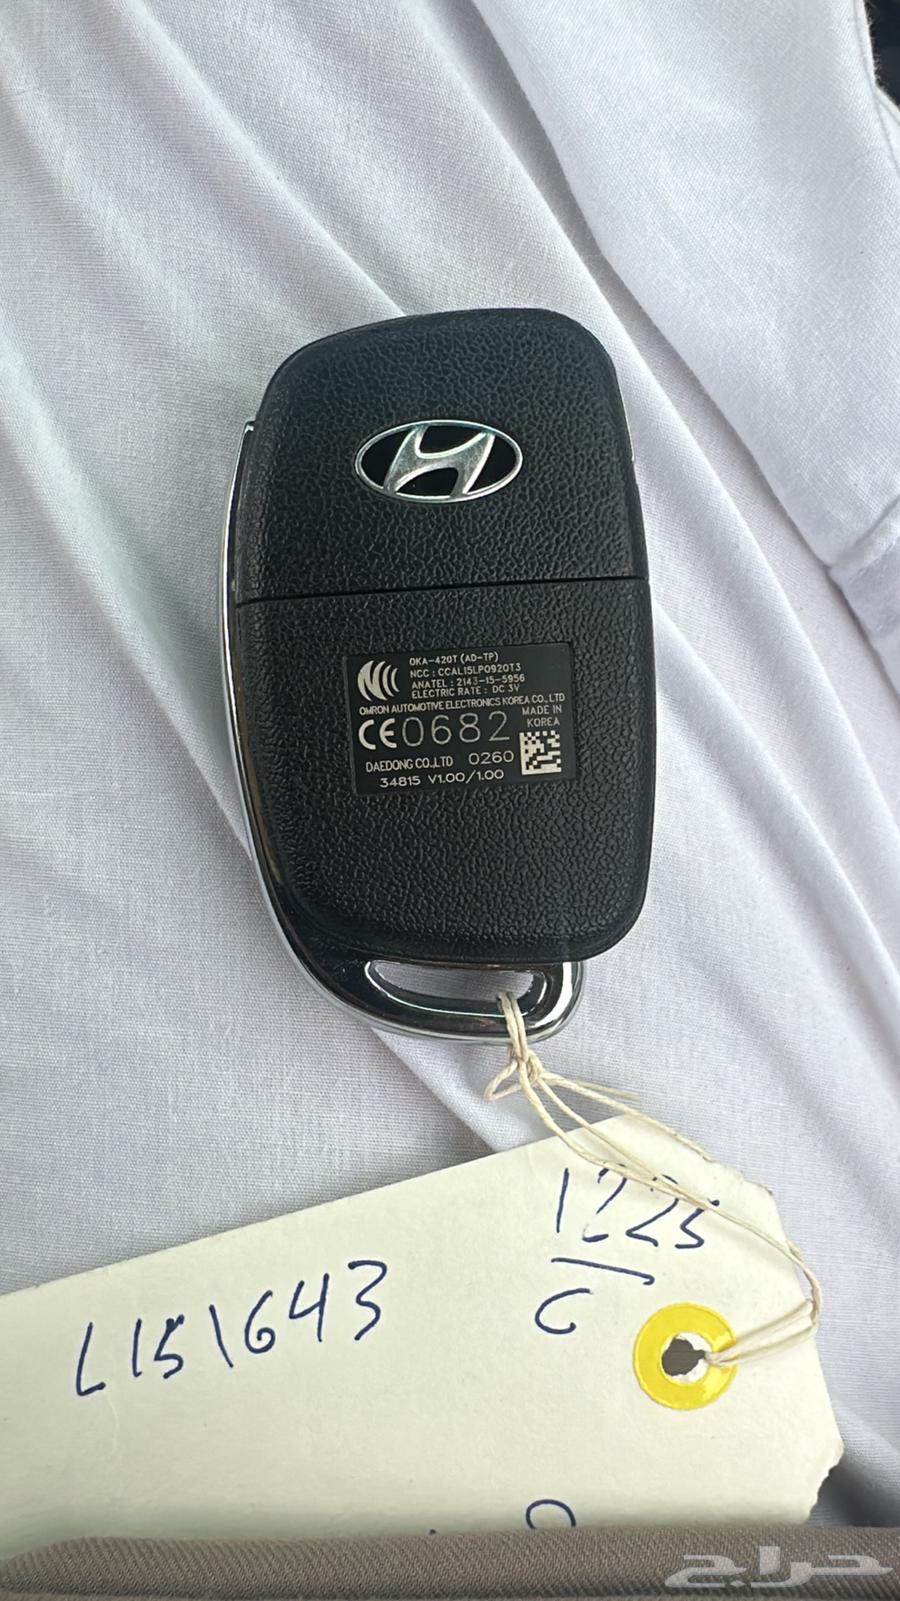 OKA-420T (AD-TP)
NCC : CCAL15LP0920T3
ANATEL : 2143-15-5956
ELECTRIC RATE : DC 3V
OMRON AUTOMOTIVE ELECTRONICS KOREA CO., LTD
CE0682
MADE IN
KOREA
DAEDONG CO.,LTD 0260
34815 V1.00/1.00
1225
C
L151643
حراج